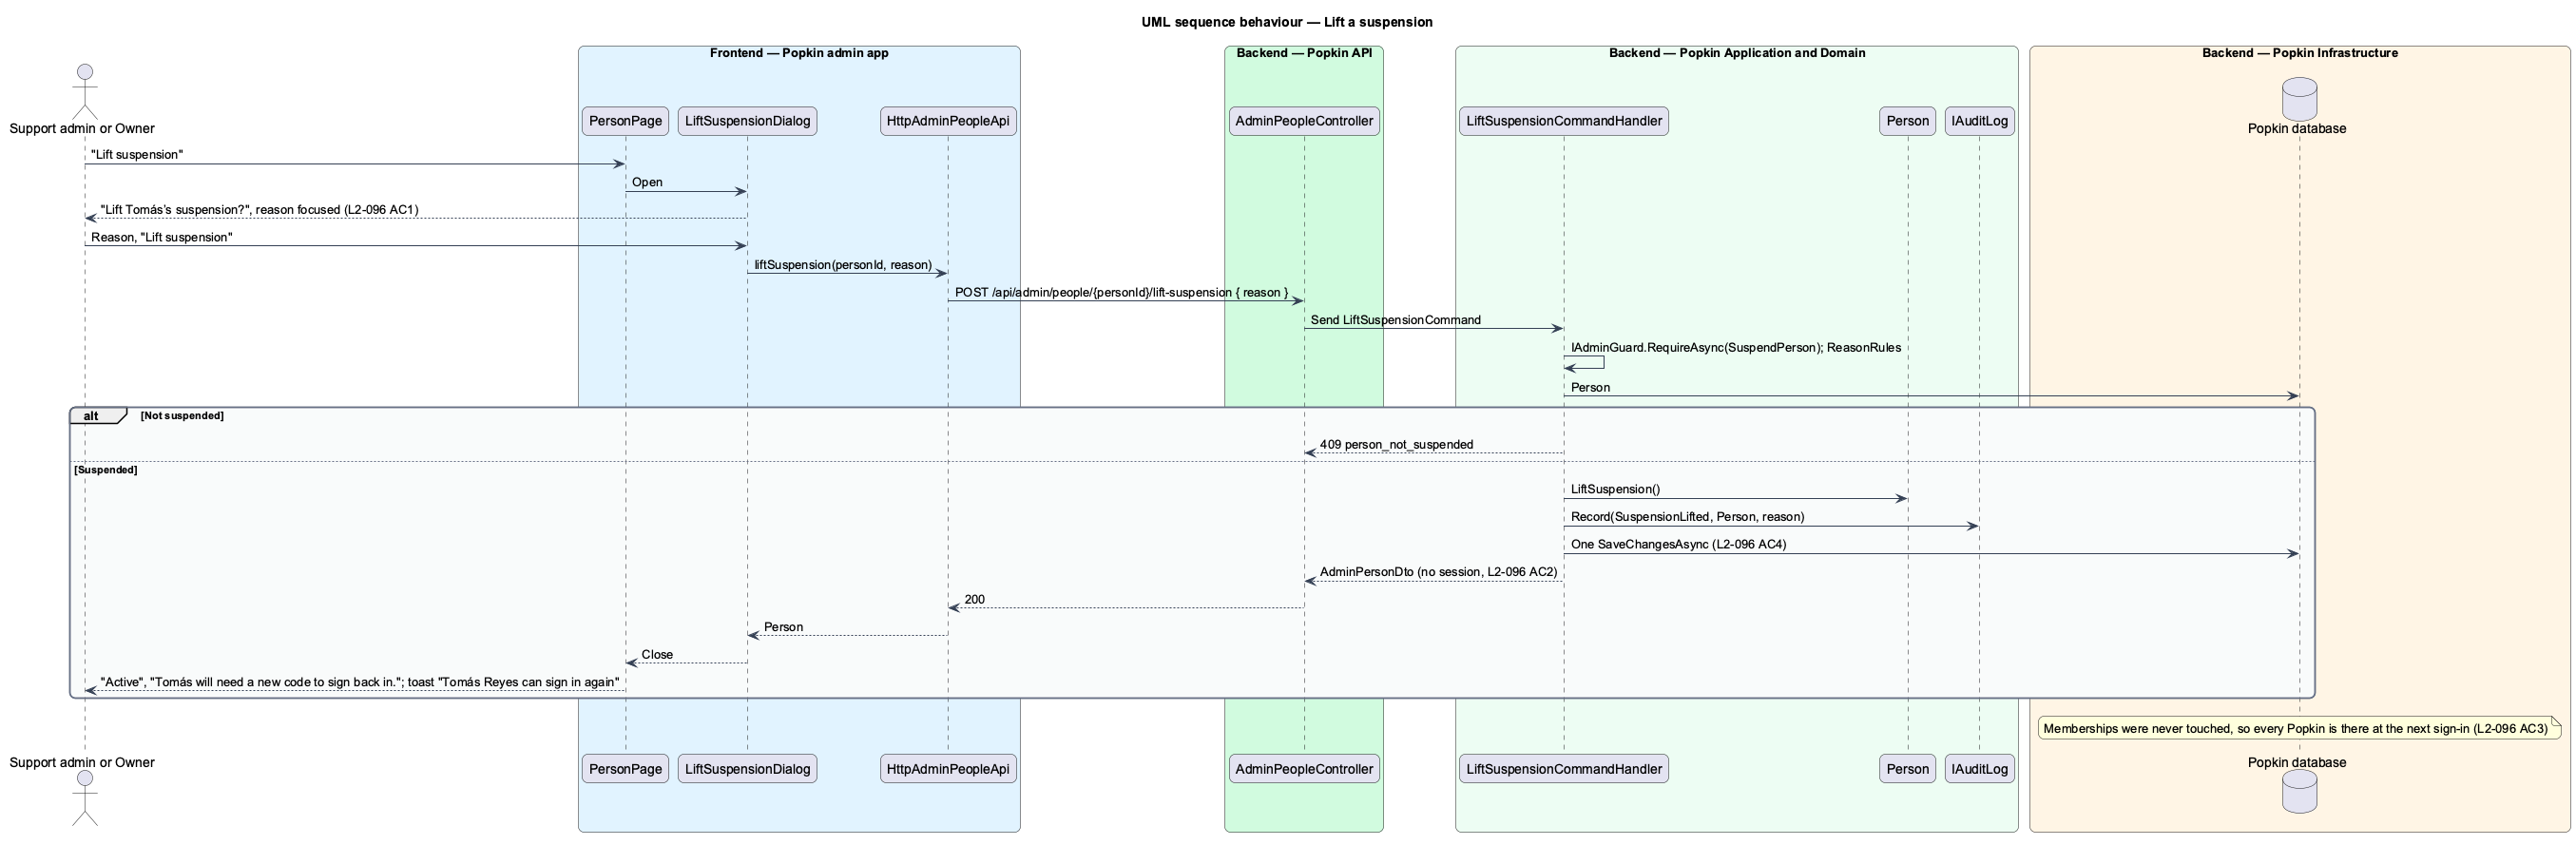 UML sequence behaviour — Lift a suspension
Frontend — Popkin admin app
Backend — Popkin API
Backend — Popkin Application and Domain
Backend — Popkin Infrastructure
Support admin or Owner
PersonPage
LiftSuspensionDialog
HttpAdminPeopleApi
AdminPeopleController
LiftSuspensionCommandHandler
Person
IAuditLog
Popkin database
"Lift suspension"
Open
"Lift Tomás's suspension?", reason focused (L2-096 AC1)
Reason, "Lift suspension"
liftSuspension(personId, reason)
POST /api/admin/people/{personId}/lift-suspension { reason }
Send LiftSuspensionCommand
IAdminGuard.RequireAsync(SuspendPerson); ReasonRules
Person
alt
[Not suspended]
409 person_not_suspended
[Suspended]
LiftSuspension()
Record(SuspensionLifted, Person, reason)
One SaveChangesAsync (L2-096 AC4)
AdminPersonDto (no session, L2-096 AC2)
200
Person
Close
"Active", "Tomás will need a new code to sign back in."; toast "Tomás Reyes can sign in again"
Memberships were never touched, so every Popkin is there at the next sign-in (L2-096 AC3)
Support admin or Owner
PersonPage
LiftSuspensionDialog
HttpAdminPeopleApi
AdminPeopleController
LiftSuspensionCommandHandler
Person
IAuditLog
Popkin database